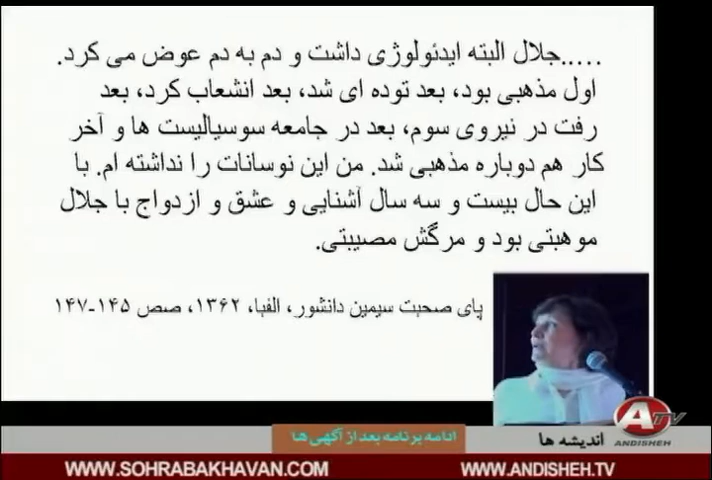 .....جلال البته ایدئولوژی داشت و دم به دم عوض می کرد.
اول مذهبی بود، بعد توده ای شد، بعد انشعاب کرد، بعد
رفت در نیروی سوم، بعد در جامعه سوسیالیست ها و آخر
کار هم دوباره مذهبی شد. من این نوسانات را نداشته ام. با
این حال بیست و سه سال آشنایی و عشق و ازدواج با جلال
موهبتی بود و مرگش مصیبتی.
پای صحبت سیمین دانشور، الفبا، ۱۳۶۲، صص ۱۴۵-۱۴۷
ATV
ANDISHEH
اندیشه ها
ادامه برنامه بعد از آگهی ها
WWW.SOHRABAKHAVAN.COM
WWW.ANDISHEH.TV